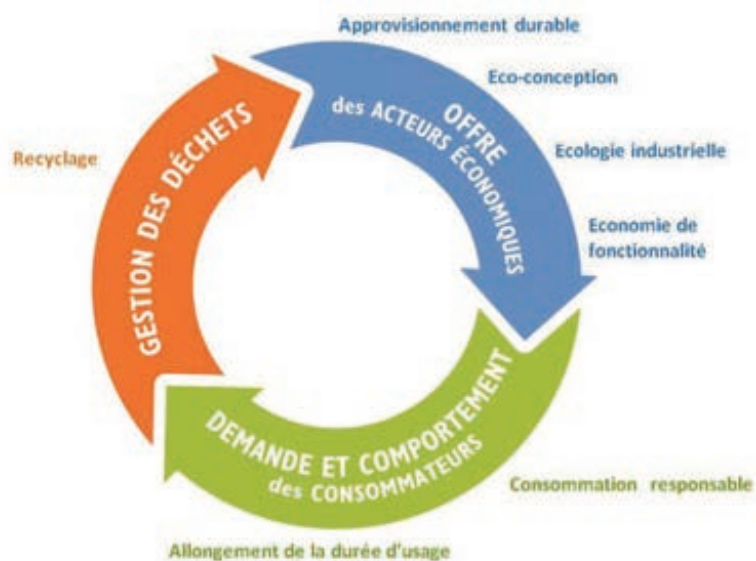 Approvisionnement durable
Eco-conception
OFFRE
des ACTEURS ÉCONOMIQUES
Ecologie industrielle
Economie de
fonctionnalité
DEMANDE ET COMPORTEMENT
des CONSOMMATEURS
Consommation responsable
Allongement de la durée d'usage
GESTION DES DÉCHETS
Recyclage